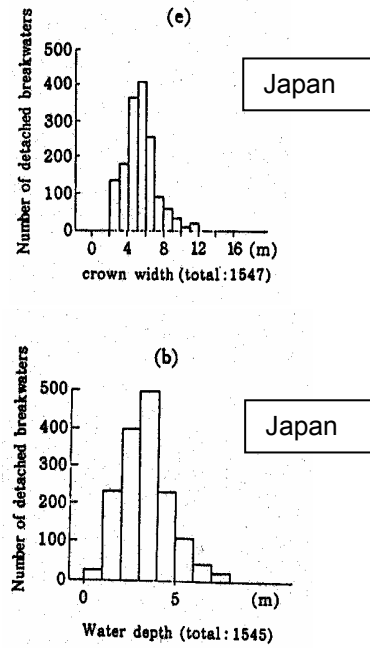 (e)
Number of detached breakwaters
500
400
300
200
100
0
0 4 8 12 16 (m)
crown width (total:1547)
Japan
(b)
Number of detached breakwaters
500
400
300
200
100
0
0 5 (m)
Water depth (total:1545)
Japan